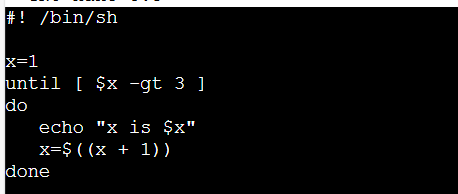 #! /bin/sh

x=1
until [ $x -gt 3 ]
do
   echo "x is $x"
   x=$((x + 1))
done